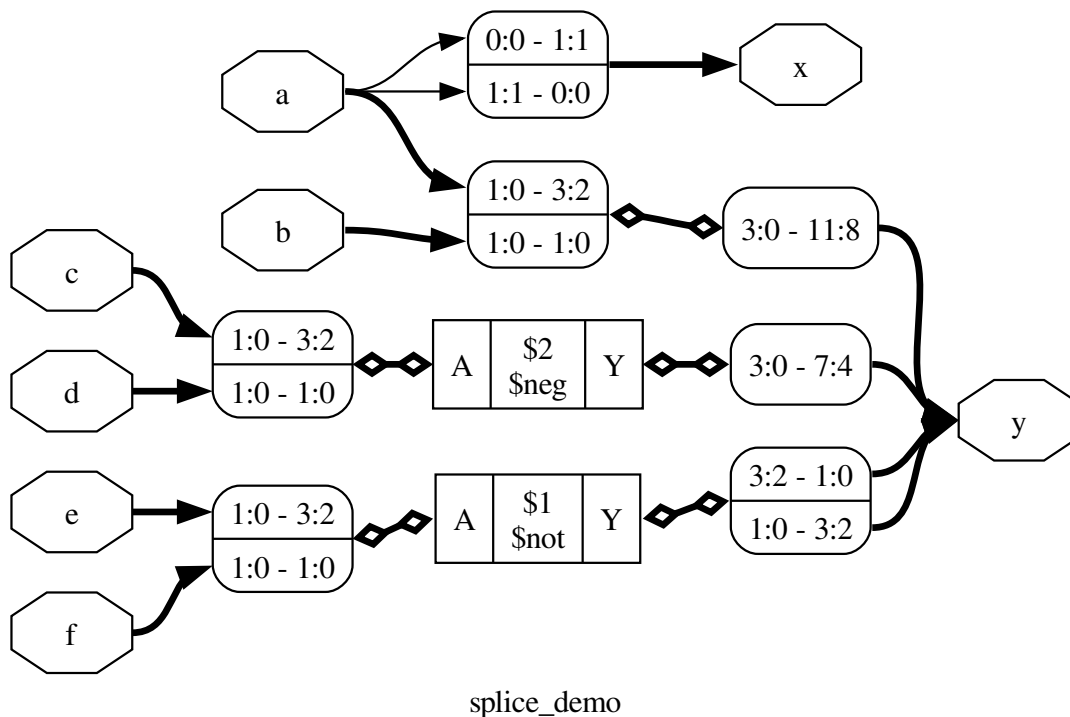 a
0:0 - 1:1
1:1 - 0:0
x
b
1:0 - 3:2
1:0 - 1:0
3:0 - 11:8
c
d
1:0 - 3:2
1:0 - 1:0
A
$2
$neg
Y
3:0 - 7:4
y
e
f
1:0 - 3:2
1:0 - 1:0
A
$1
$not
Y
3:2 - 1:0
1:0 - 3:2
splice_demo